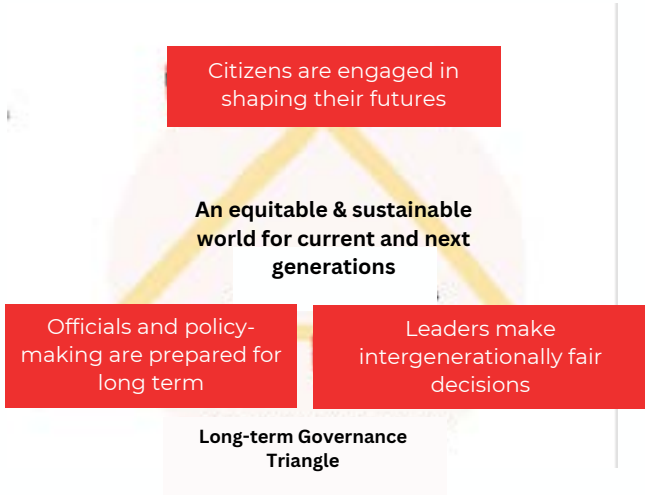 Citizens are engaged in
shaping their futures
An equitable & sustainable
world for current and next
generations
Officials and policy-
making are prepared for
long term
Leaders make
intergenerationally fair
decisions
Long-term Governance
Triangle